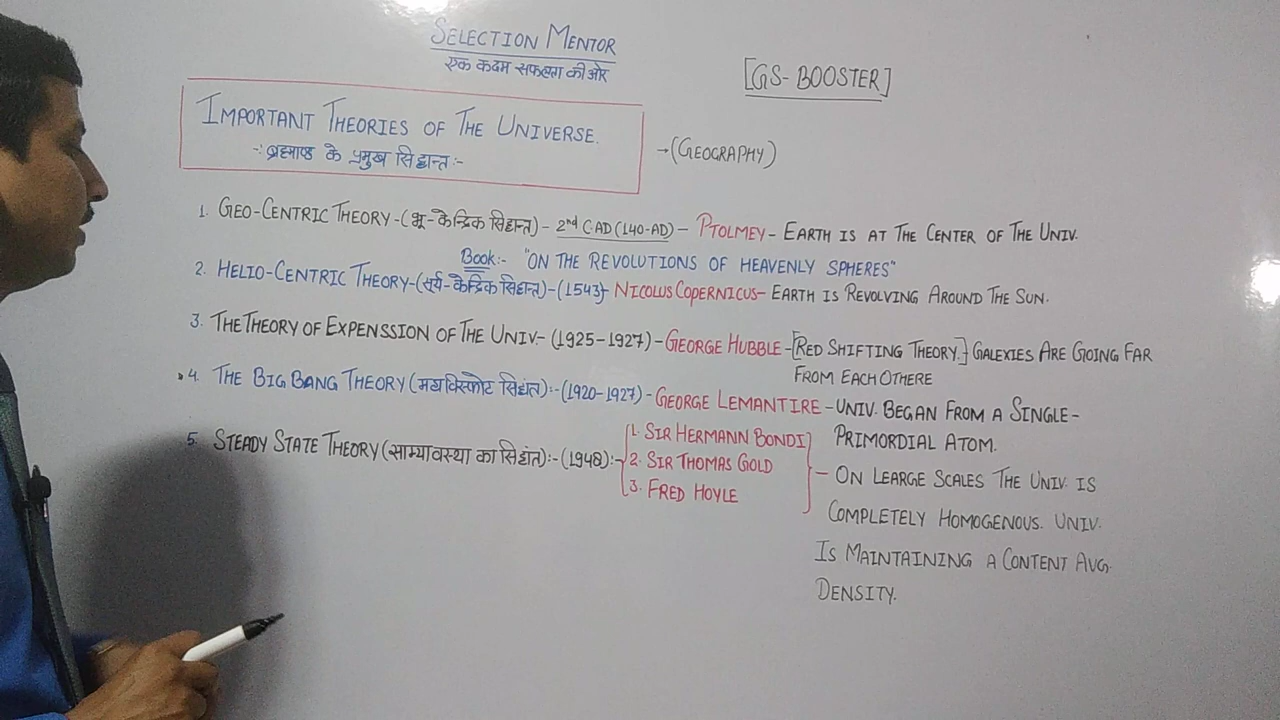 SELECTION MENTOR
एक कदम सफलता की ओर
[GS-BOOSTER]
IMPORTANT THEORIES OF THE UNIVERSE.
-: ब्रह्माण्ड के प्रमुख सिद्धान्त :-
→(GEOGRAPHY)
1. GEO-CENTRIC THEORY-(भू-केन्द्रिक सिद्धान्त)- 2nd C.AD (140-AD)- PTOLMEY- EARTH IS AT THE CENTER OF THE UNIV.
Book:- "ON THE REVOLUTIONS OF HEAVENLY SPHERES"
2. HELIO-CENTRIC THEORY-(सूर्य-केन्द्रिक सिद्धान्त)-(1543)- NICOLUS COPERNICUS- EARTH IS REVOLVING AROUND THE SUN.
3. THE THEORY OF EXPENSSION OF THE UNIV.- (1925-1927)-GEORGE HUBBLE-[RED SHIFTING THEORY.] GALEXIES ARE GOING FAR
FROM EACH OTHERE
4. THE BIG BANG THEORY (महाविस्फोट सिद्धांत):-(1920-1927)-GEORGE LEMANTIRE-UNIV. BEGAN FROM A SINGLE-
PRIMORDIAL ATOM.
5. STEADY STATE THEORY (साम्यावस्था का सिद्धांत):-(1948):-
1. SIR HERMANN BONDI
2. SIR THOMAS GOLD
3. FRED HOYLE
- ON LEARGE SCALES THE UNIV. IS
COMPLETELY HOMOGENOUS. UNIV.
IS MAINTAINING A CONTENT AVG.
DENSITY.